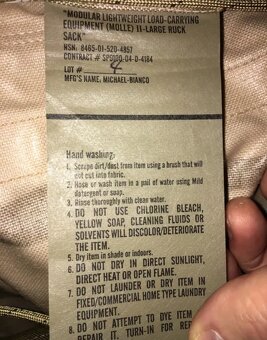 "MODULAR LIGHTWEIGHT LOAD-CARRYING
EQUIPMENT (MOLLE) II-LARGE RUCK
SACK"
NSN: 8465-01-520-4857
CONTRACT # SPO100-04-D-4184
LOT # 4
MFG'S NAME: MICHAEL-BIANCO
Hand washing:
1. Scrape dirt/dust from item using a brush that will
not cut into fabric.
2. Hose or wash item in a pail of water using Mild
detergent or soap.
3. Rinse thoroughly with clean water.
4. DO NOT USE CHLORINE BLEACH,
YELLOW SOAP, CLEANING FLUIDS OR
SOLVENTS WILL DISCOLOR/DETERIORATE
THE ITEM.
5. Dry item in shade or indoors.
6. DO NOT DRY IN DIRECT SUNLIGHT,
DIRECT HEAT OR OPEN FLAME.
7. DO NOT LAUNDER OR DRY ITEM IN
FIXED/COMMERCIAL HOME TYPE LAUNDRY
EQUIPMENT.
8. DO NOT ATTEMPT TO DYE ITEM
REPAIR IT. TURN-IN FOR